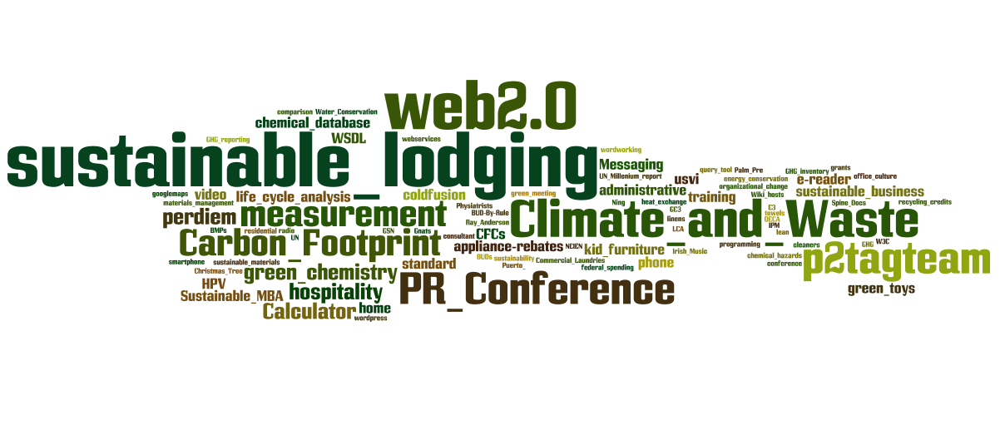 web2.0
comparison
Water_Conservation
chemical_database
GHG_reporting
WSDL
webservices
sustainable_lodging
wordworking
Messaging
UN_Millenium_report
usvi
query_tool
Palm_Pre
GHG_inventory
grants
energy_conservation
e-reader
office_culture
administrative
organizational_change
sustainable_business
googlemaps
video
life_cycle_analysis
coldfusion
green_meeting
training
Wiki_hosts
materials_management
Physiatrists
Ning
heat_exchange
Spine_Docs
recycling_credits
perdiem
measurement
BUD-By-Rule
Climate_and_Waste
GC3
E3
towels
linens
OECA
Ray_Anderson
IPM
BMPs
residential
radio
GSN
Gnats
CFCs
LCA
lean
Carbon_Footprint
UN
consultant
appliance-rebates
NEIEN
kid_furniture
Irish_Music
programming
cleaners
GHG
W3C
p2tagteam
smartphone
sustainable_materials
standard
BUDs
sustainability
Commercial_Laundries
phone
chemical_hazards
conference
Christmas_Tree
green_chemistry
Puerto_
federal_spending
HPV
PR_Conference
green_toys
Sustainable_MBA
hospitality
Calculator
home
wordpress